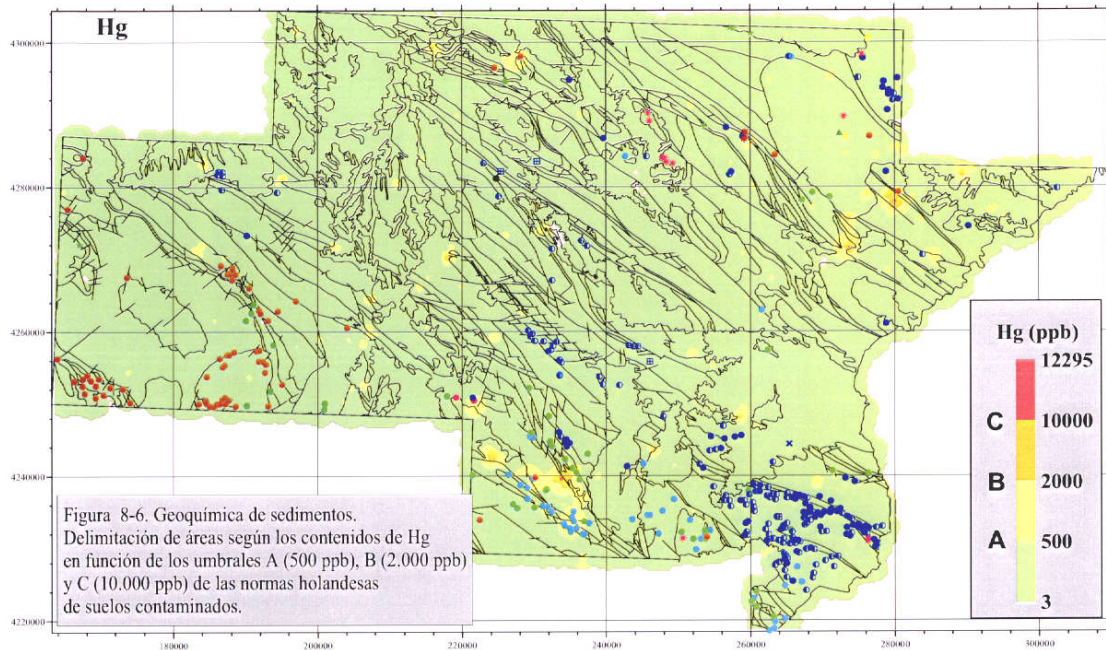 Hg
4300000
4280000
4260000
4240000
4220000
180000
200000
220000
240000
260000
280000
300000
Figura 8-6. Geoquímica de sedimentos.
Delimitación de áreas según los contenidos de Hg
en función de los umbrales A (500 ppb), B (2.000 ppb)
y C (10.000 ppb) de las normas holandesas
de suelos contaminados.
Hg (ppb)
12295
C
10000
B
2000
A
500
3